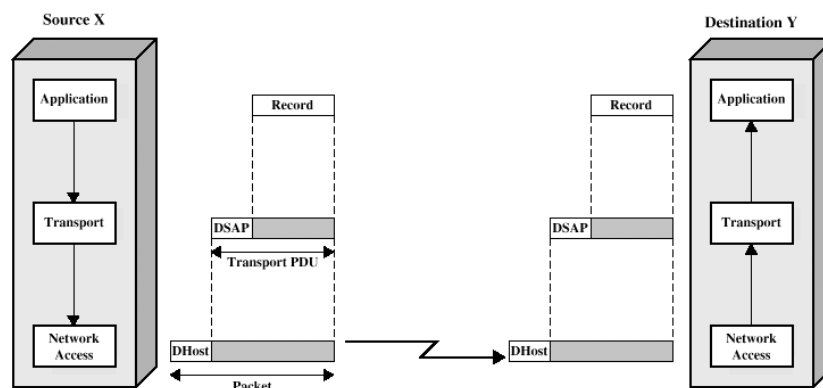 Source X
Destination Y
Application
Record
Record
Application
Transport
DSAP
DSAP
Transport
Transport PDU
Network
Access
DHost
DHost
Network
Access
Packet